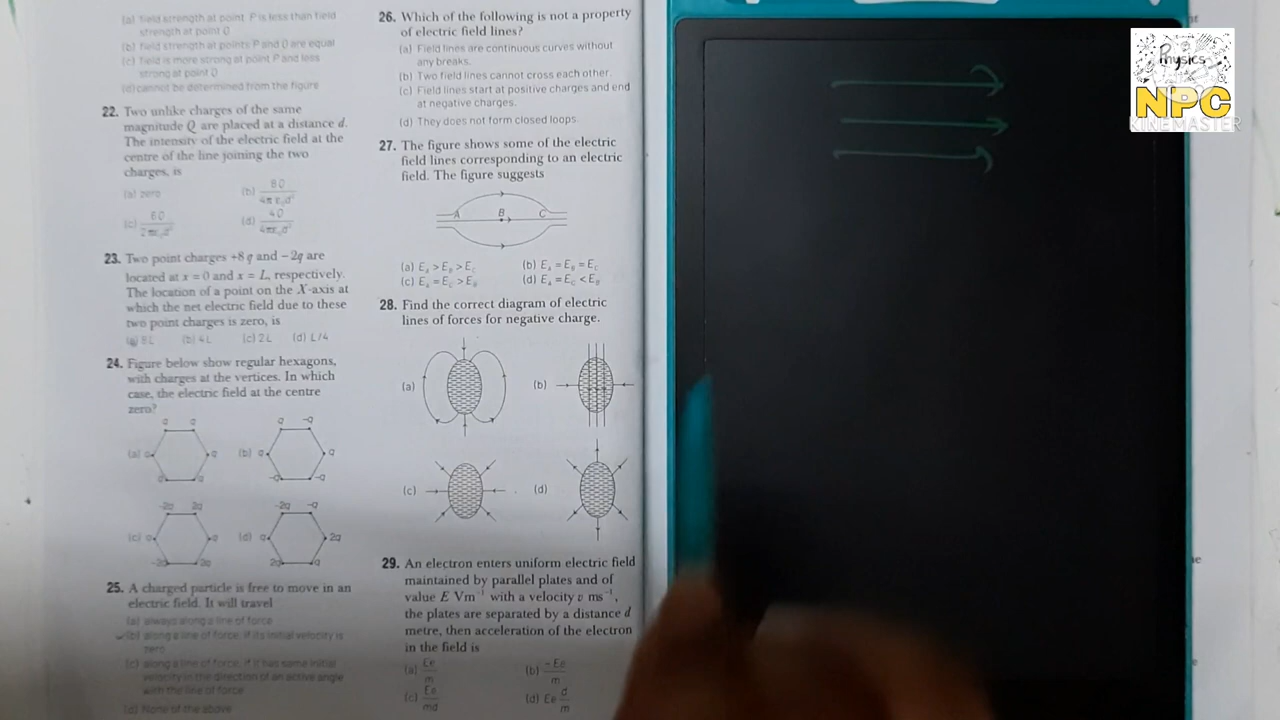 (a) field strength at point P is less than field
strength at point Q
(b) field strength at points P and Q are equal
(c) field is more strong at point P and less
strong at point Q
(d) cannot be determined from the figure
22. Two unlike charges of the same
magnitude Q are placed at a distance d.
The intensity of the electric field at the
centre of the line joining the two
charges, is
(a) zero (b) 8Q / 4πε₀d²
(c) 6Q / 2πε₀d² (d) 4Q / 4πε₀d²
23. Two point charges +8q and −2q are
located at x = 0 and x = L, respectively.
The location of a point on the X-axis at
which the net electric field due to these
two point charges is zero, is
(a) 8L (b) 4L (c) 2L (d) L/4
24. Figure below show regular hexagons,
with charges at the vertices. In which
case, the electric field at the centre
zero?
(a) (b)
(c) (d)
25. A charged particle is free to move in an
electric field. It will travel
(a) always along a line of force
(b) along a line of force, if its initial velocity is
zero
(c) along a line of force, if it has some initial
velocity in the direction of an active angle
with the line of force
(d) None of the above
26. Which of the following is not a property
of electric field lines?
(a) Field lines are continuous curves without
any breaks.
(b) Two field lines cannot cross each other.
(c) Field lines start at positive charges and end
at negative charges.
(d) They does not form closed loops.
27. The figure shows some of the electric
field lines corresponding to an electric
field. The figure suggests
A B C
(a) E_A > E_B > E_C (b) E_A = E_B = E_C
(c) E_A = E_C > E_B (d) E_A = E_C < E_B
28. Find the correct diagram of electric
lines of forces for negative charge.
(a) (b)
(c) (d)
29. An electron enters uniform electric field
maintained by parallel plates and of
value E Vm⁻¹ with a velocity v ms⁻¹,
the plates are separated by a distance d
metre, then acceleration of the electron
in the field is
(a) Ee / m (b) −Ee / m
(c) Ee / md (d) Ee d / m
Physics
NPC
KINEMASTER